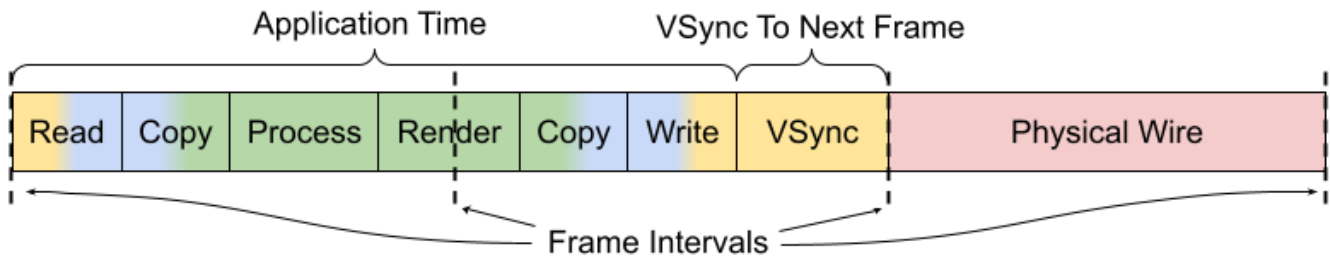 Application Time
VSync To Next Frame
Read Copy Process Render Copy Write VSync Physical Wire
Frame Intervals